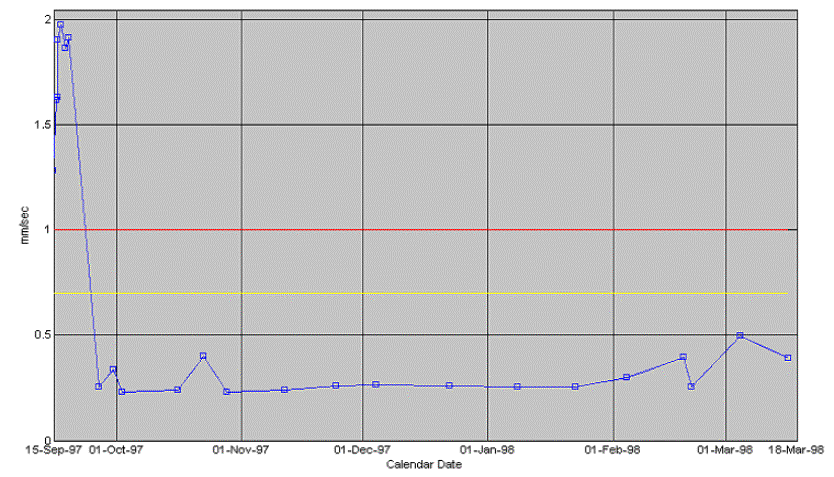 2
1.5
1
mm/sec
0.5
0
15-Sep-97 01-Oct-97 01-Nov-97 01-Dec-97 01-Jan-98 01-Feb-98 01-Mar-98 18-Mar-98
Calendar Date